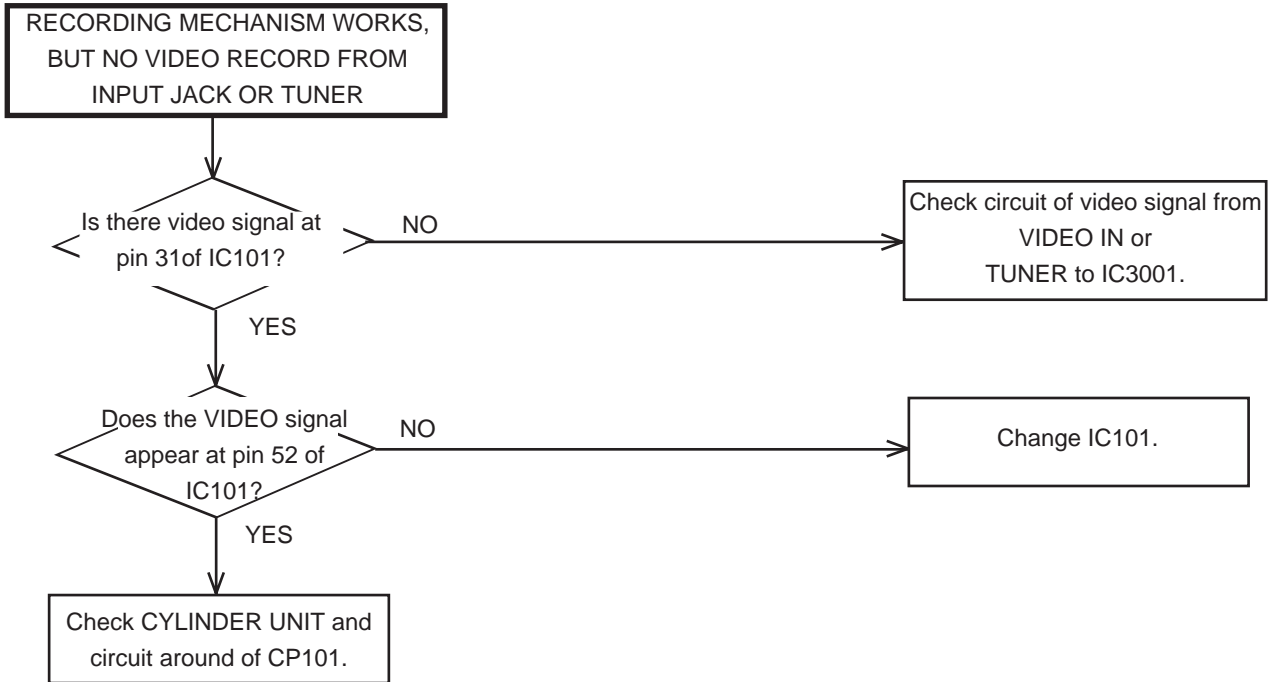 RECORDING MECHANISM WORKS,
BUT NO VIDEO RECORD FROM
INPUT JACK OR TUNER
Is there video signal at
pin 31of IC101?
NO
Check circuit of video signal from
VIDEO IN or
TUNER to IC3001.
YES
Does the VIDEO signal
appear at pin 52 of
IC101?
NO
Change IC101.
YES
Check CYLINDER UNIT and
circuit around of CP101.